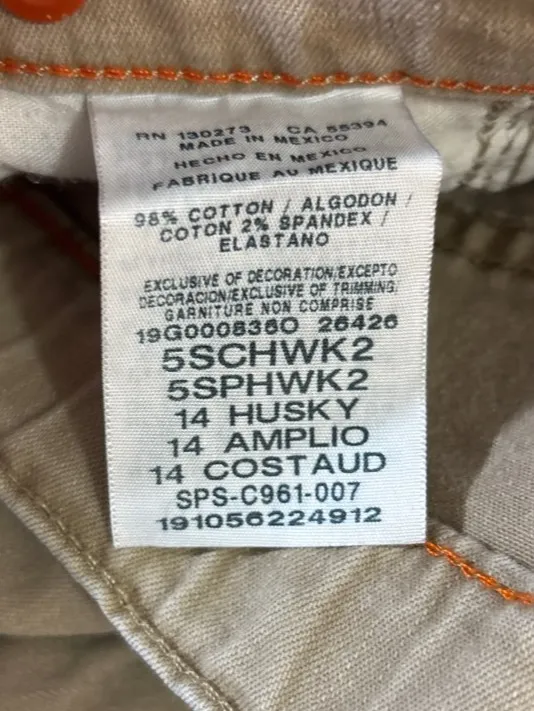 RN 130273 CA 55394
MADE IN MEXICO
HECHO EN MEXICO
FABRIQUE AU MEXIQUE
98% COTTON / ALGODON /
COTON 2% SPANDEX /
ELASTANO
EXCLUSIVE OF DECORATION/EXCEPTO
DECORACION/EXCLUSIVE OF TRIMMING
GARNITURE NON COMPRISE
19G0008360 26426
5SCHWK2
5SPHWK2
14 HUSKY
14 AMPLIO
14 COSTAUD
SPS-C961-007
191056224912